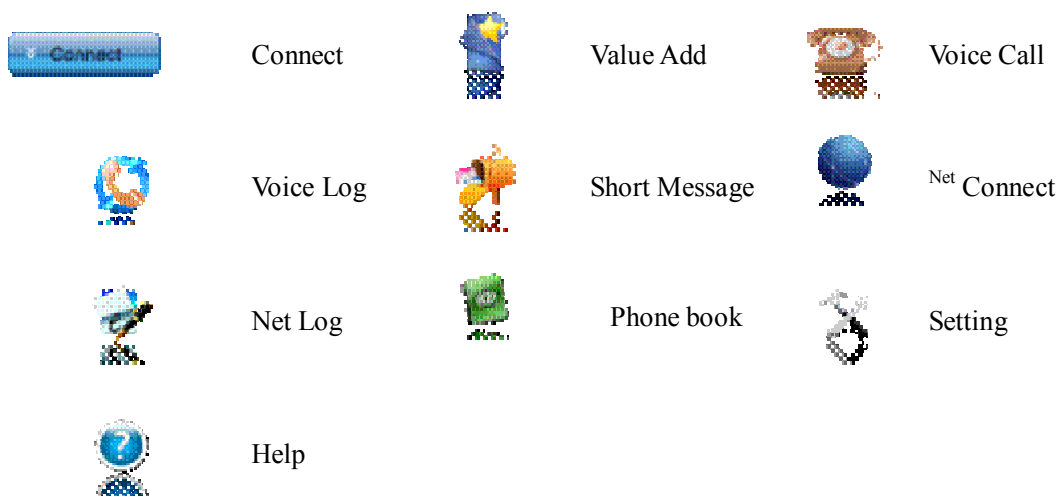 Connect Connect Value Add Voice Call
Voice Log Short Message Net Connect
Net Log Phone book Setting
? Help